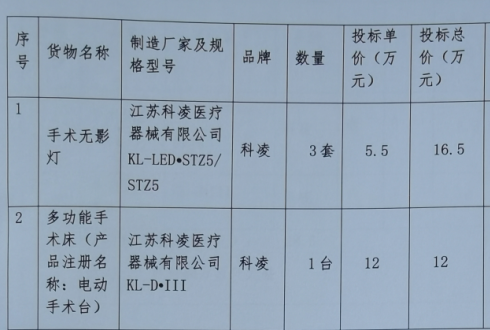 序号 货物名称 制造厂家及规格型号 品牌 数量 投标单价（万元） 投标总价（万元）
1 手术无影灯 江苏科凌医疗器械有限公司KL-LED•STZ5/STZ5 科凌 3套 5.5 16.5
2 多功能手术床（产品注册名称：电动手术台） 江苏科凌医疗器械有限公司KL-D•III 科凌 1台 12 12